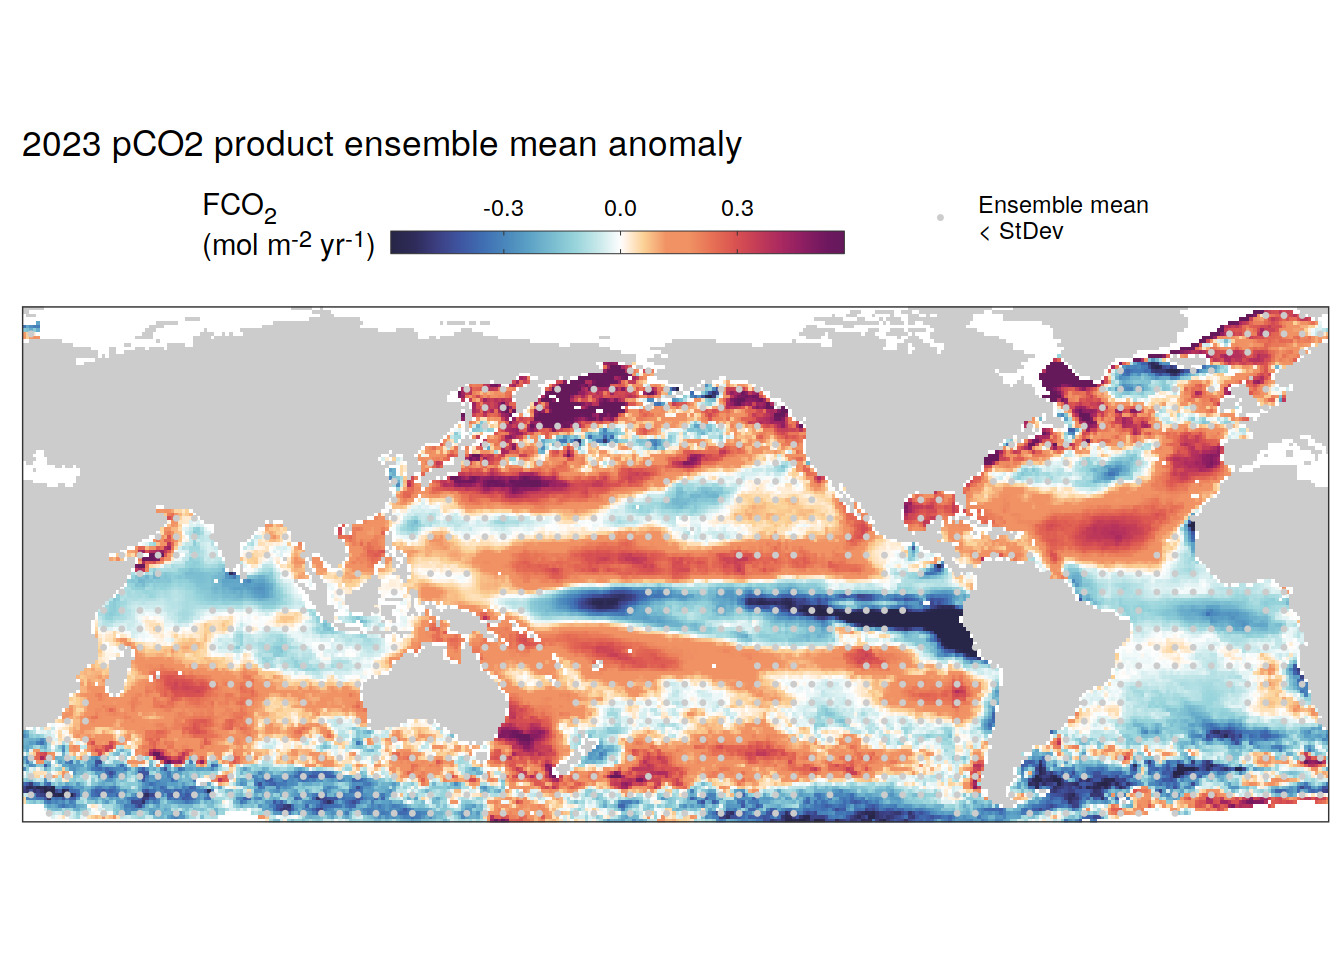 2023 pCO2 product ensemble mean anomaly
FCO₂
(mol m⁻² yr⁻¹)
-0.3 0.0 0.3
Ensemble mean
< StDev